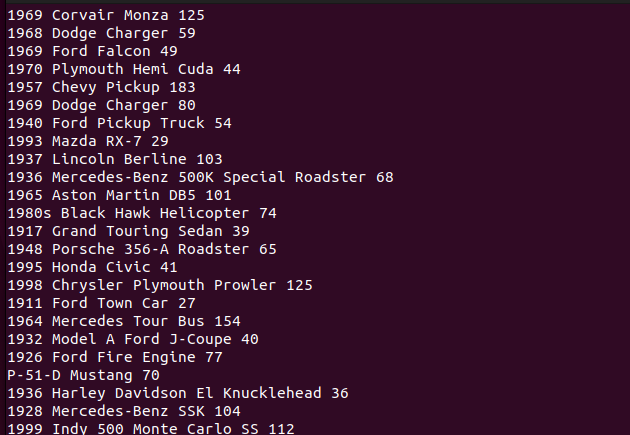 1969 Corvair Monza 125
1968 Dodge Charger 59
1969 Ford Falcon 49
1970 Plymouth Hemi Cuda 44
1957 Chevy Pickup 183
1969 Dodge Charger 80
1940 Ford Pickup Truck 54
1993 Mazda RX-7 29
1937 Lincoln Berline 103
1936 Mercedes-Benz 500K Special Roadster 68
1965 Aston Martin DB5 101
1980s Black Hawk Helicopter 74
1917 Grand Touring Sedan 39
1948 Porsche 356-A Roadster 65
1995 Honda Civic 41
1998 Chrysler Plymouth Prowler 125
1911 Ford Town Car 27
1964 Mercedes Tour Bus 154
1932 Model A Ford J-Coupe 40
1926 Ford Fire Engine 77
P-51-D Mustang 70
1936 Harley Davidson El Knucklehead 36
1928 Mercedes-Benz SSK 104
1999 Indy 500 Monte Carlo SS 112